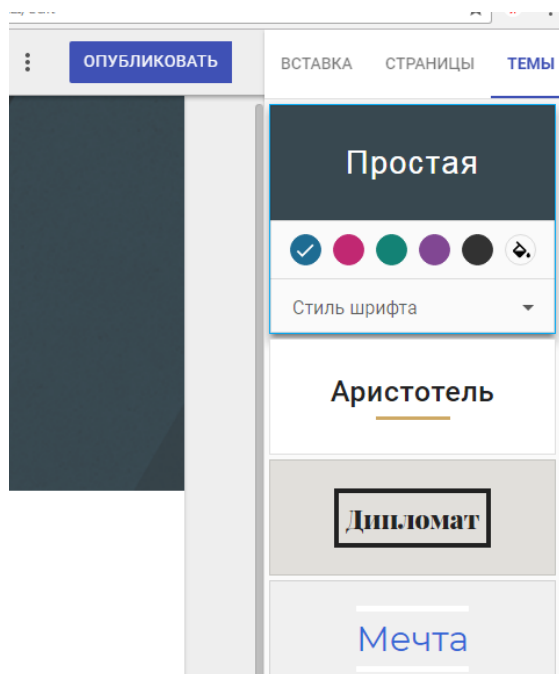 ОПУБЛИКОВАТЬ
ВСТАВКА СТРАНИЦЫ ТЕМЫ
Простая
Стиль шрифта
Аристотель
Дипломат
Мечта